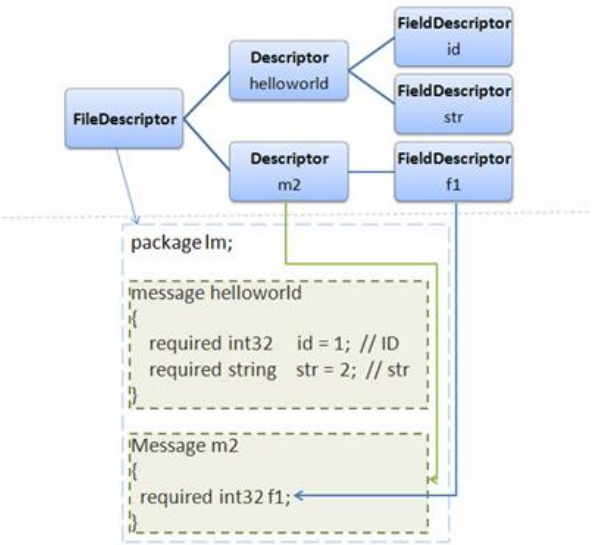 FieldDescriptor
id
Descriptor
helloworld
FieldDescriptor
str
FileDescriptor
Descriptor
m2
FieldDescriptor
f1
package lm;
message helloworld
{
required int32 id = 1; // ID
required string str = 2; // str
}
Message m2
{
required int32 f1;
}